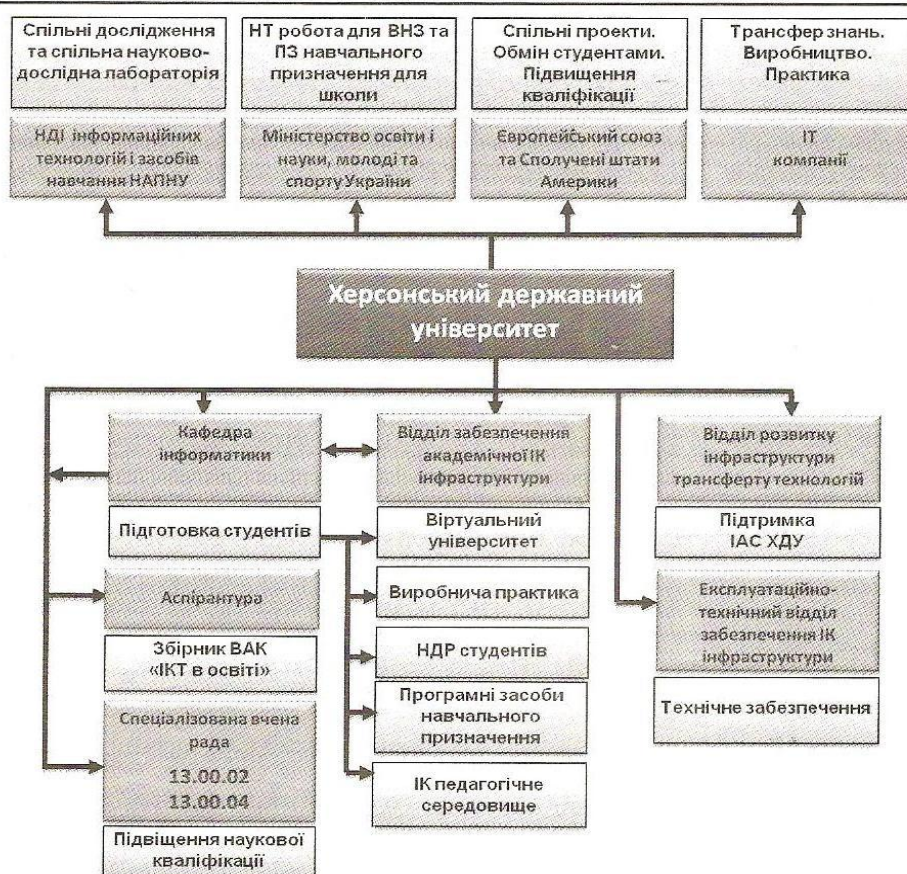 Спільні дослідження
та спільна науково-
дослідна лабораторія
НДІ інформаційних
технологій і засобів
навчання НАПНУ
НТ робота для ВНЗ та
ПЗ навчального
призначення для
школи
Міністерство освіти і
науки, молоді та
спорту України
Спільні проекти.
Обмін студентами.
Підвищення
кваліфікації
Європейський союз
та Сполучені штати
Америки
Трансфер знань.
Виробництво.
Практика
ІТ
компанії
Херсонський державний
університет
Кафедра
інформатики
Підготовка студентів
Аспірантура
Збірник ВАК
«ІКТ в освіті»
Спеціалізована вчена
рада
13.00.02
13.00.04
Підвіщення наукової
кваліфікації
Відділ забезпечення
академічної ІК
інфраструктури
Віртуальний
університет
Виробнича практика
НДР студентів
Програмні засоби
навчального
призначення
ІК педагогічне
середовище
Відділ розвитку
інфраструктури
трансферту технологій
Підтримка
ІАС ХДУ
Експлуатаційно-
технічний відділ
забезпечення ІК
інфраструктури
Технічне забезпечення